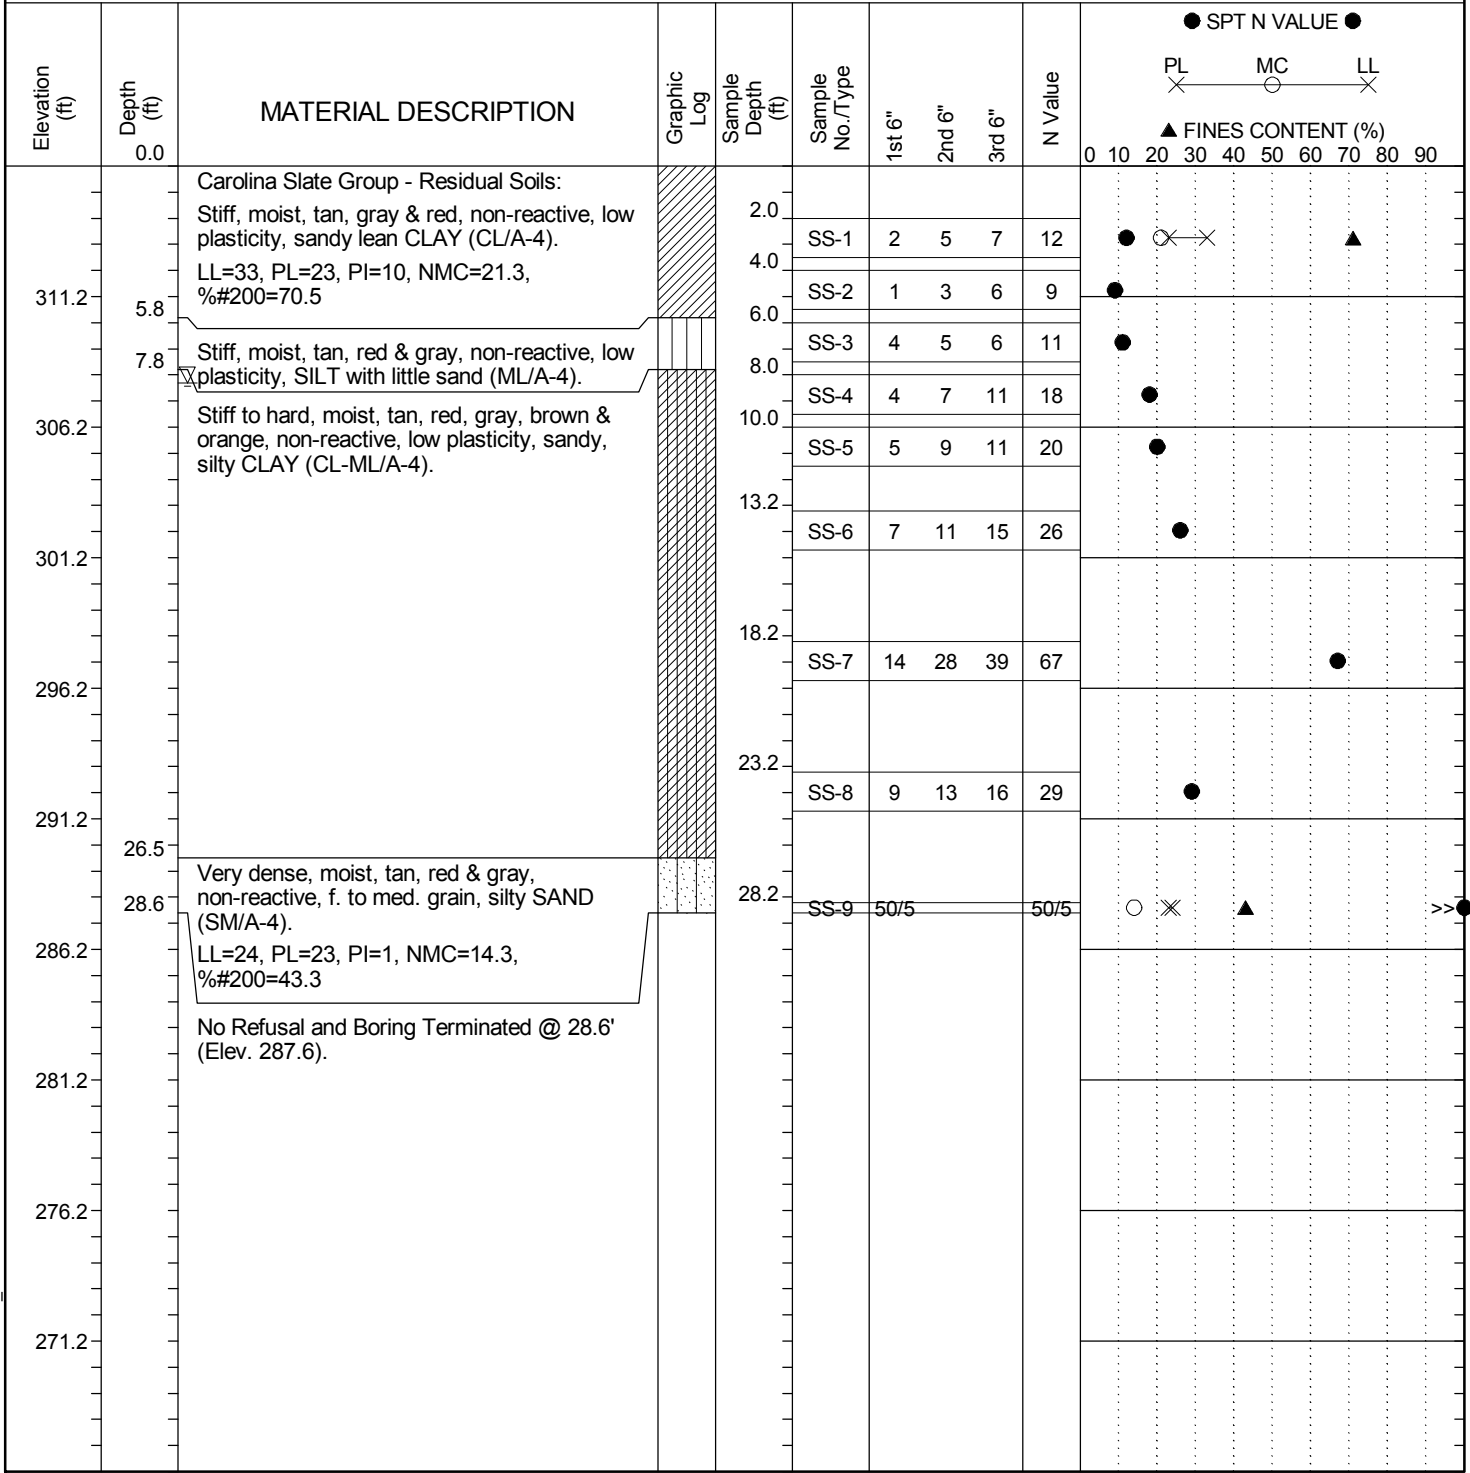 ● SPT N VALUE ●
PL MC LL
▲ FINES CONTENT (%)
0 10 20 30 40 50 60 70 80 90
Elevation (ft)
Depth (ft)
0.0
MATERIAL DESCRIPTION
Graphic Log
Sample Depth (ft)
Sample No./Type
1st 6"
2nd 6"
3rd 6"
N Value
Carolina Slate Group - Residual Soils:
Stiff, moist, tan, gray & red, non-reactive, low
plasticity, sandy lean CLAY (CL/A-4).
LL=33, PL=23, PI=10, NMC=21.3,
%#200=70.5
2.0
SS-1 2 5 7 12
4.0
311.2
5.8
SS-2 1 3 6 9
6.0
Stiff, moist, tan, red & gray, non-reactive, low
plasticity, SILT with little sand (ML/A-4).
7.8
SS-3 4 5 6 11
8.0
SS-4 4 7 11 18
10.0
Stiff to hard, moist, tan, red, gray, brown &
orange, non-reactive, low plasticity, sandy,
silty CLAY (CL-ML/A-4).
306.2
SS-5 5 9 11 20
13.2
SS-6 7 11 15 26
301.2
18.2
SS-7 14 28 39 67
296.2
23.2
SS-8 9 13 16 29
291.2
26.5
Very dense, moist, tan, red & gray,
non-reactive, f. to med. grain, silty SAND
(SM/A-4).
LL=24, PL=23, PI=1, NMC=14.3,
%#200=43.3
28.6
28.2
SS-9 50/5 50/5 >>
286.2
No Refusal and Boring Terminated @ 28.6'
(Elev. 287.6).
281.2
276.2
271.2